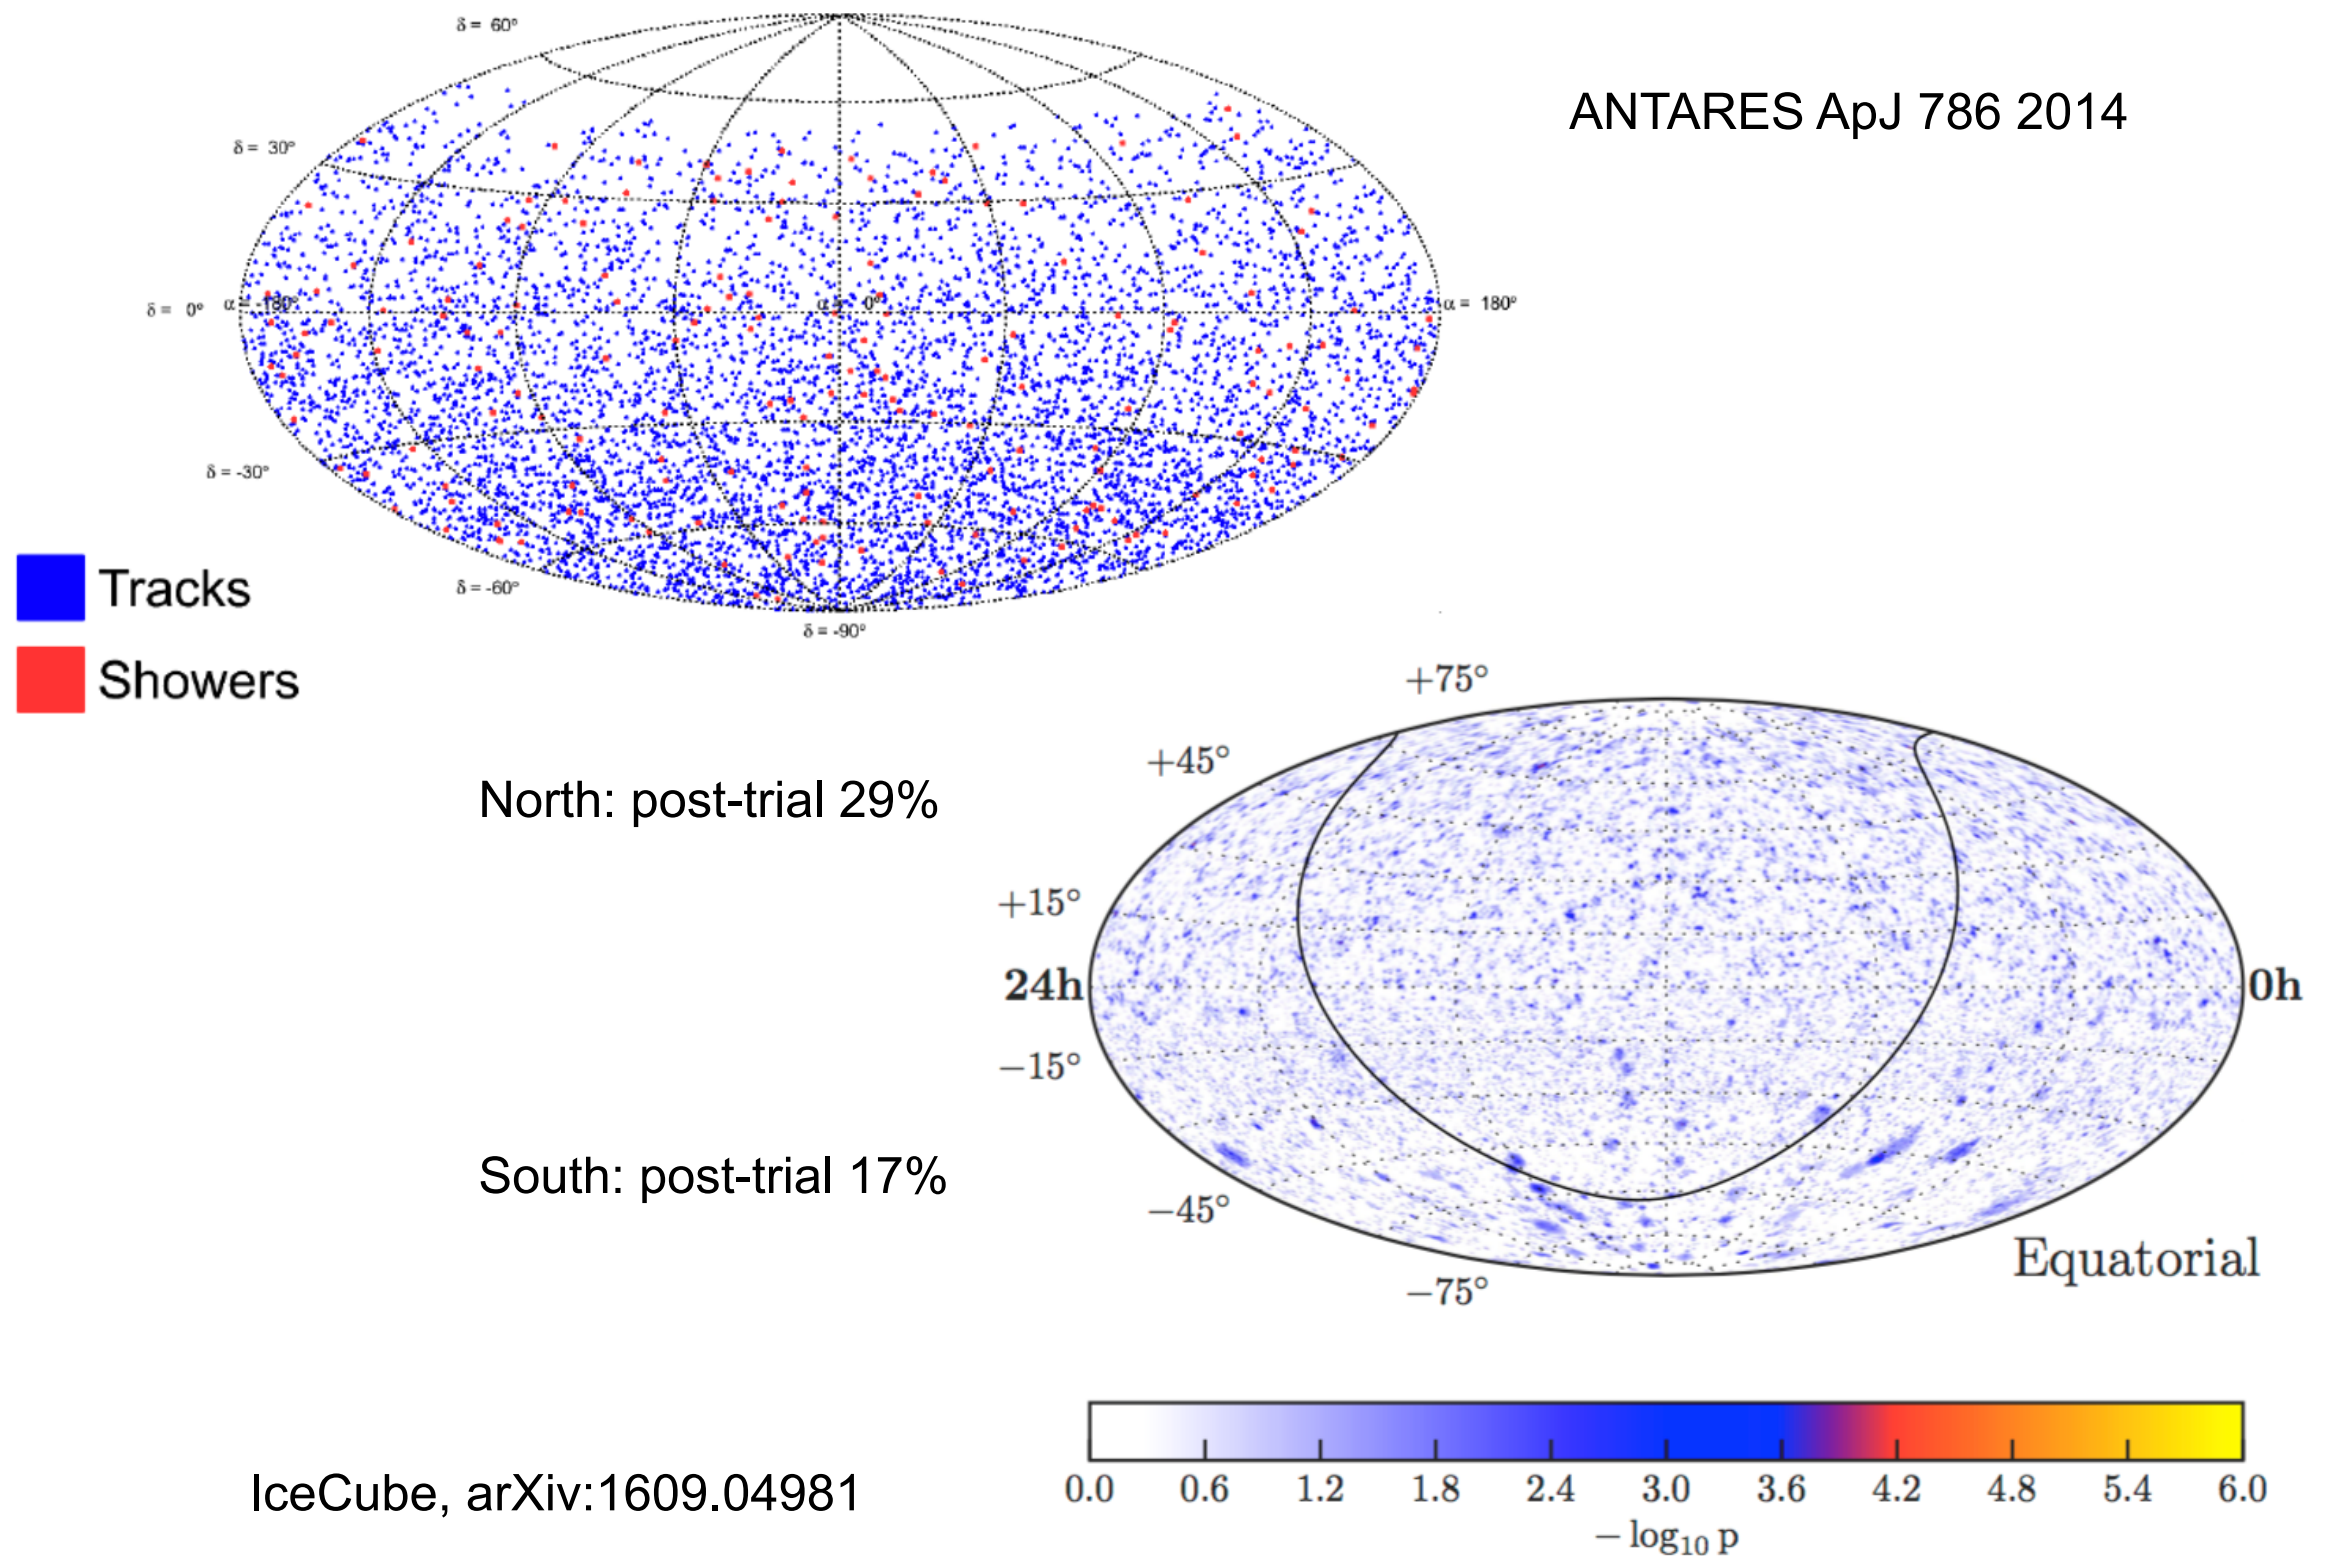 δ = 60°
ANTARES ApJ 786 2014
δ = 30°
δ = 0°
α = -180°
α = 0°
α = 180°
δ = -30°
δ = -60°
δ = -90°
Tracks
Showers
+75°
+45°
North: post-trial 29%
+15°
24h
0h
−15°
South: post-trial 17%
−45°
Equatorial
−75°
0.0 0.6 1.2 1.8 2.4 3.0 3.6 4.2 4.8 5.4 6.0
IceCube, arXiv:1609.04981
− log₁₀ p